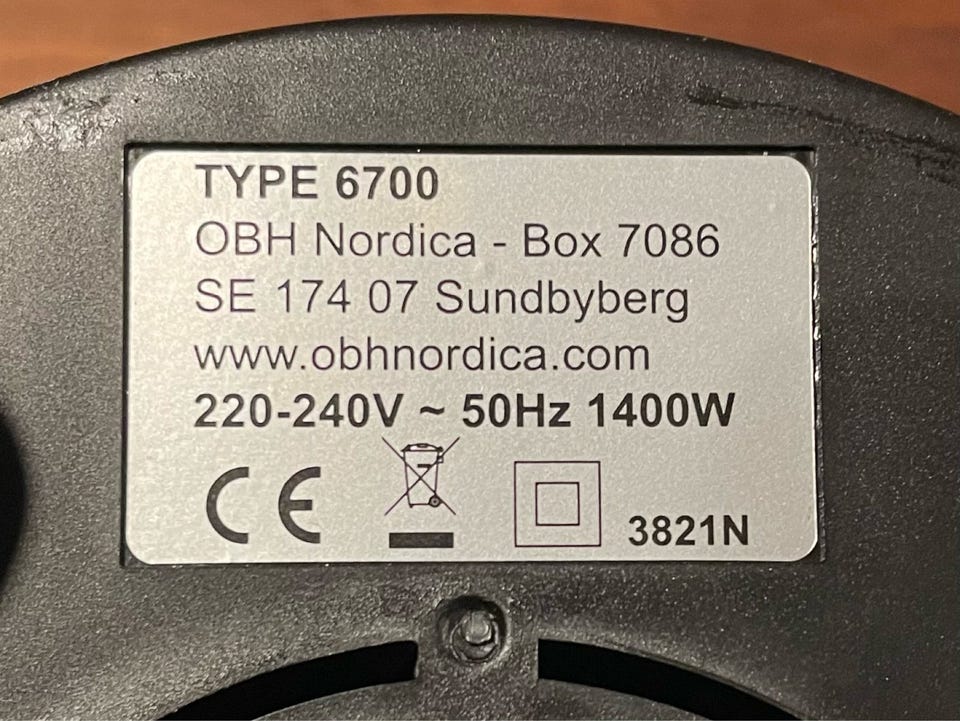 TYPE 6700
OBH Nordica - Box 7086
SE 174 07 Sundbyberg
www.obhnordica.com
220-240V ~ 50Hz 1400W
CE
3821N